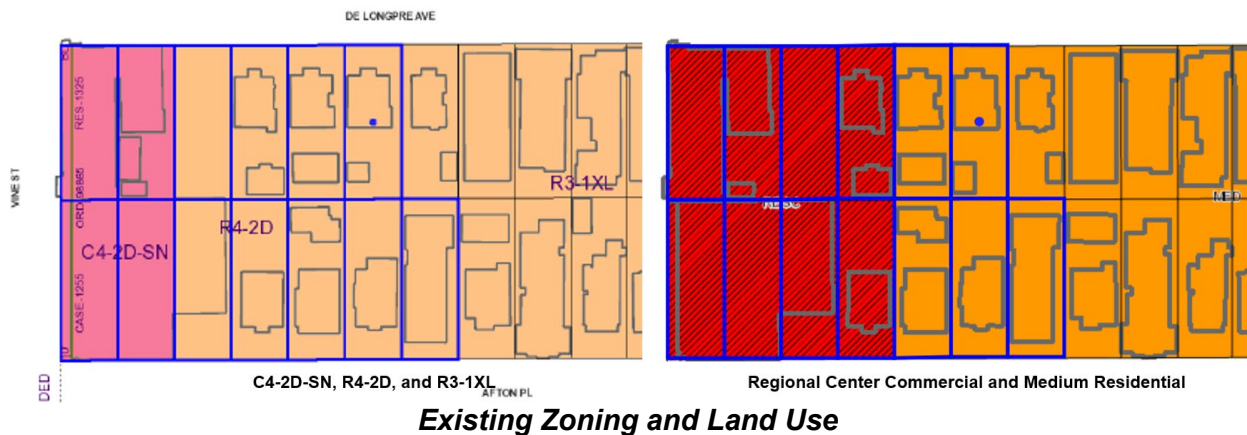 DE LONGPRE AVE
RES-1325
ORD-98865
VINE ST
R3-1XL
R4-2D
C4-2D-SN
CASE-1255
DED
C4-2D-SN, R4-2D, and R3-1XL
AFTON PL
Regional Center Commercial and Medium Residential
Existing Zoning and Land Use